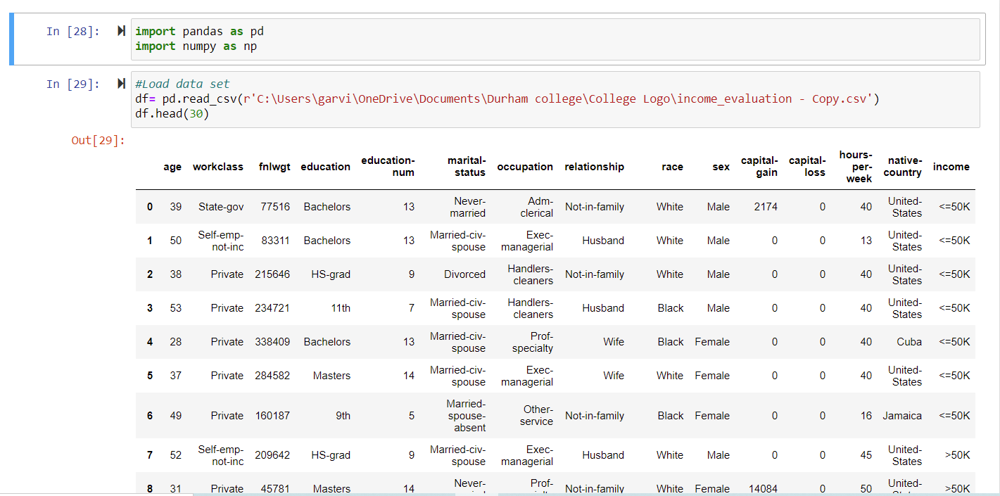 In [28]: import pandas as pd
import numpy as np
In [29]: #Load data set
df= pd.read_csv(r'C:\Users\garvi\OneDrive\Documents\Durham college\College Logo\income_evaluation - Copy.csv')
df.head(30)
Out[29]:
age workclass fnlwgt education education-num marital-status occupation relationship race sex capital-gain capital-loss hours-per-week native-country income
0 39 State-gov 77516 Bachelors 13 Never-married Adm-clerical Not-in-family White Male 2174 0 40 United-States <=50K
1 50 Self-emp-not-inc 83311 Bachelors 13 Married-civ-spouse Exec-managerial Husband White Male 0 0 13 United-States <=50K
2 38 Private 215646 HS-grad 9 Divorced Handlers-cleaners Not-in-family White Male 0 0 40 United-States <=50K
3 53 Private 234721 11th 7 Married-civ-spouse Handlers-cleaners Husband Black Male 0 0 40 United-States <=50K
4 28 Private 338409 Bachelors 13 Married-civ-spouse Prof-specialty Wife Black Female 0 0 40 Cuba <=50K
5 37 Private 284582 Masters 14 Married-civ-spouse Exec-managerial Wife White Female 0 0 40 United-States <=50K
6 49 Private 160187 9th 5 Married-spouse-absent Other-service Not-in-family Black Female 0 0 16 Jamaica <=50K
7 52 Self-emp-not-inc 209642 HS-grad 9 Married-civ-spouse Exec-managerial Husband White Male 0 0 45 United-States >50K
8 31 Private 45781 Masters 14 Never- Prof- Not-in-family White Female 14084 0 50 United- >50K